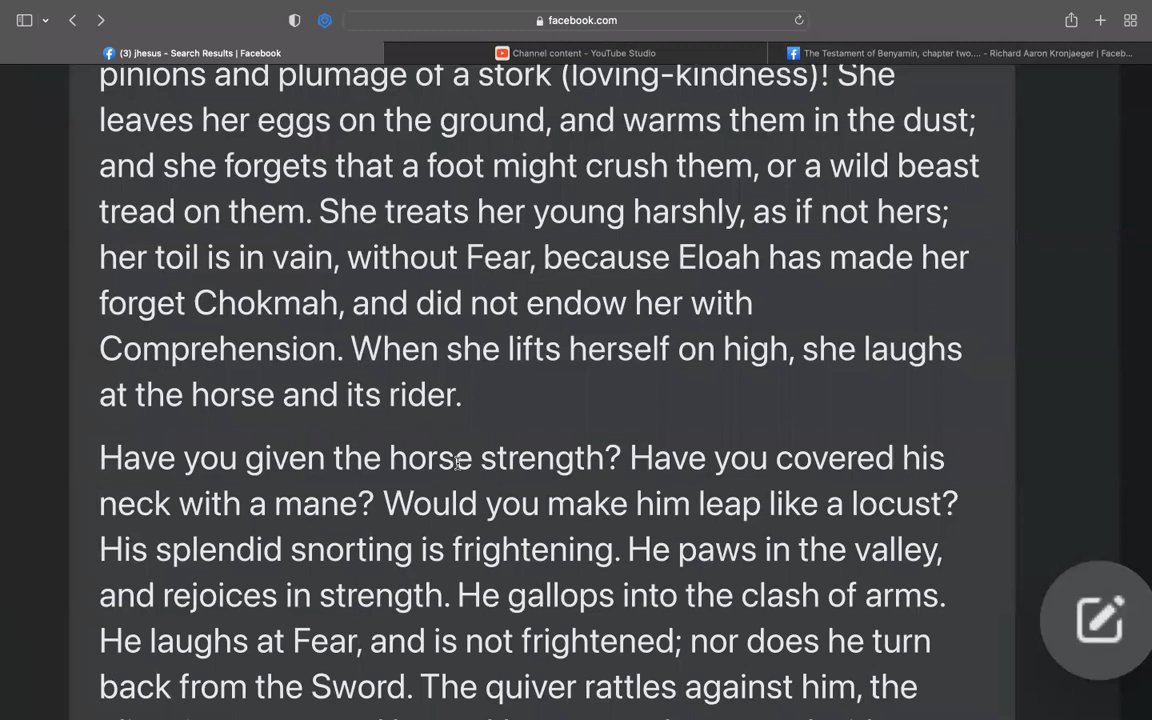 facebook.com
(3) jhesus - Search Results | Facebook
Channel content - YouTube Studio
The Testament of Benyamin, chapter two.... - Richard Aaron Kronjaeger | Faceb...
pinions and plumage of a stork (loving-kindness)! She
leaves her eggs on the ground, and warms them in the dust;
and she forgets that a foot might crush them, or a wild beast
tread on them. She treats her young harshly, as if not hers;
her toil is in vain, without Fear, because Eloah has made her
forget Chokmah, and did not endow her with
Comprehension. When she lifts herself on high, she laughs
at the horse and its rider.
Have you given the horse strength? Have you covered his
neck with a mane? Would you make him leap like a locust?
His splendid snorting is frightening. He paws in the valley,
and rejoices in strength. He gallops into the clash of arms.
He laughs at Fear, and is not frightened; nor does he turn
back from the Sword. The quiver rattles against him, the